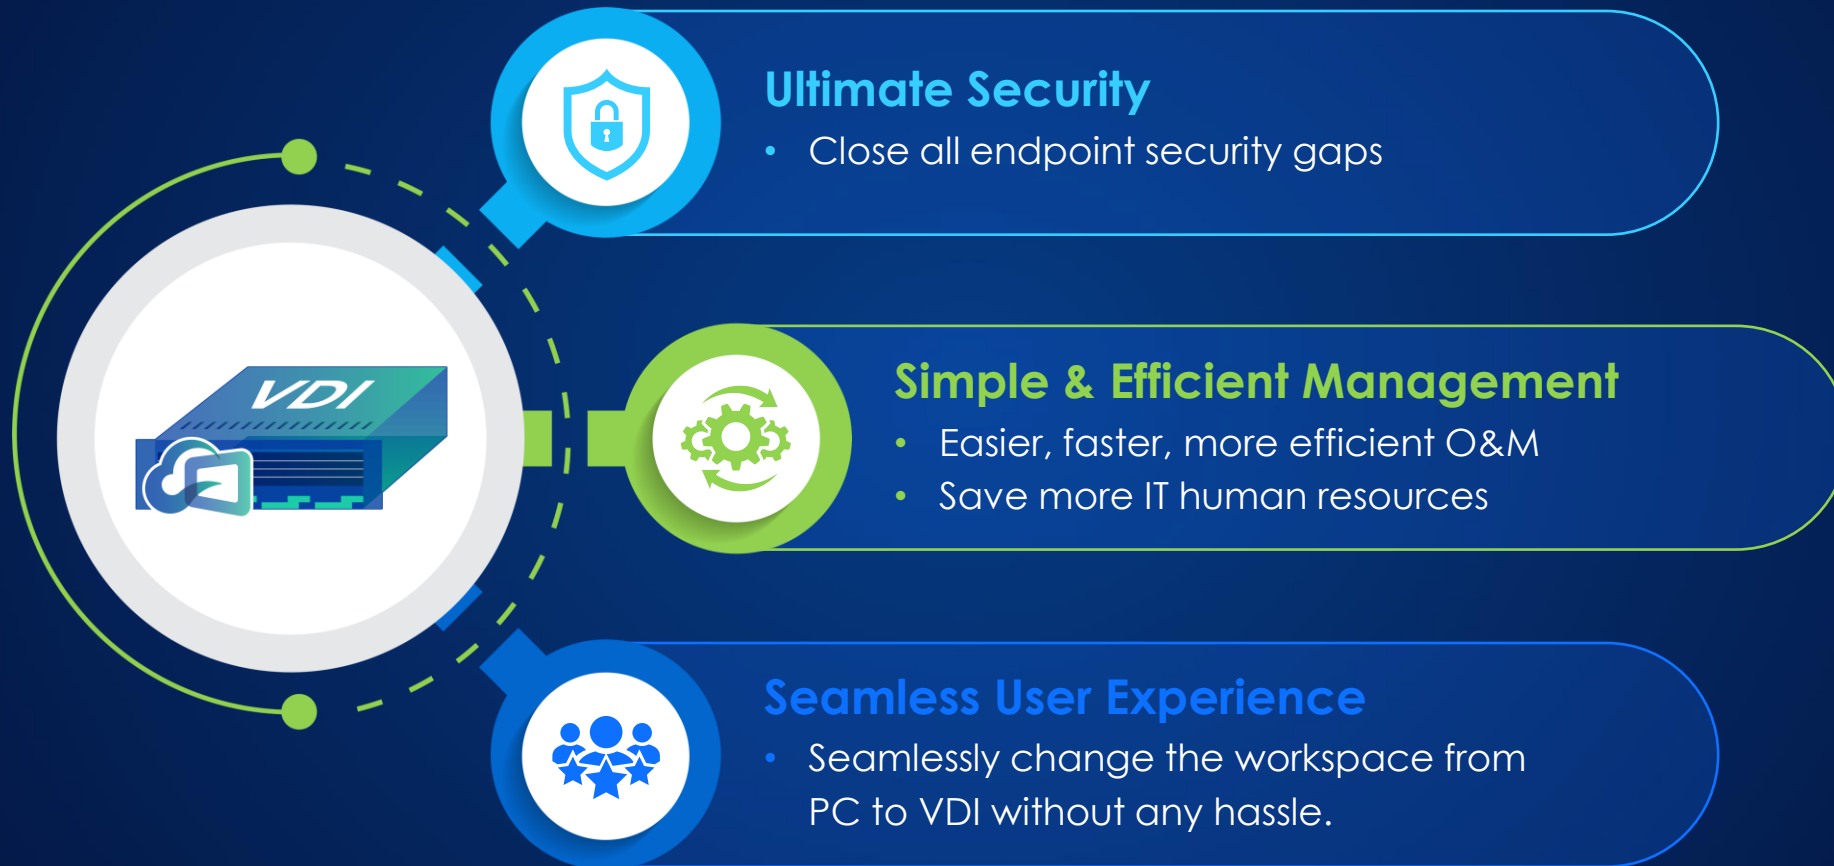 Ultimate Security
• Close all endpoint security gaps
VDI
Simple & Efficient Management
• Easier, faster, more efficient O&M
• Save more IT human resources
Seamless User Experience
• Seamlessly change the workspace from
PC to VDI without any hassle.